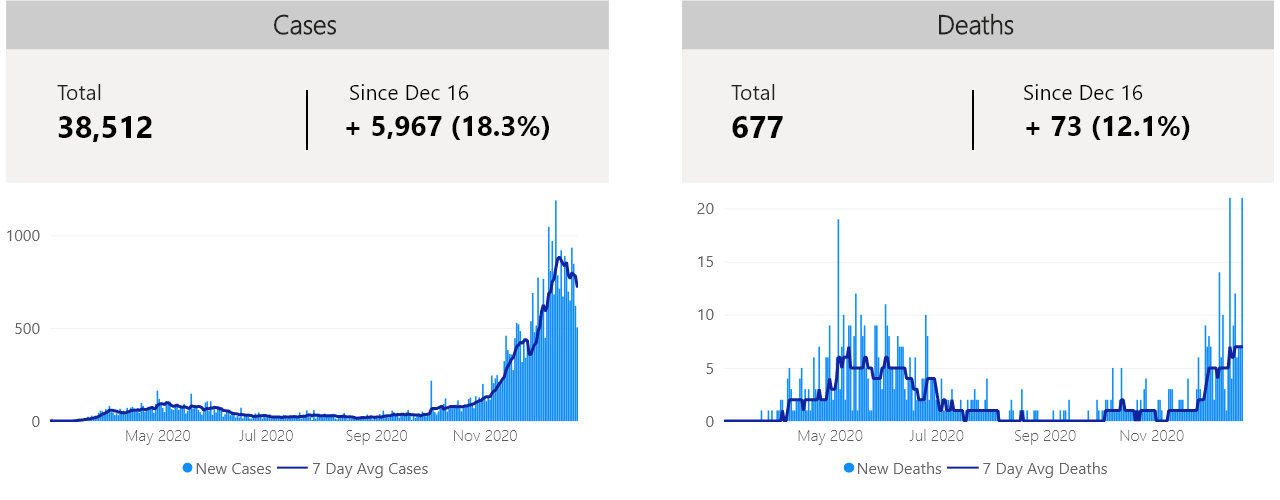 Cases
Total
38,512
Since Dec 16
+ 5,967 (18.3%)
1000
500
0
May 2020
Jul 2020
Sep 2020
Nov 2020
New Cases
7 Day Avg Cases
Deaths
Total
677
Since Dec 16
+ 73 (12.1%)
20
15
10
5
0
May 2020
Jul 2020
Sep 2020
Nov 2020
New Deaths
7 Day Avg Deaths